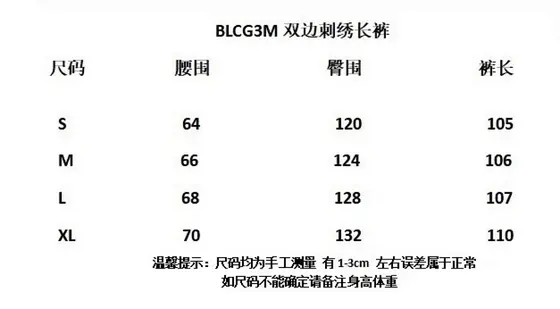 BLCG3M 双边刺绣长裤
尺码 腰围 臀围 裤长
S 64 120 105
M 66 124 106
L 68 128 107
XL 70 132 110
温馨提示：尺码均为手工测量 有1-3cm 左右误差属于正常
如尺码不能确定请备注身高体重